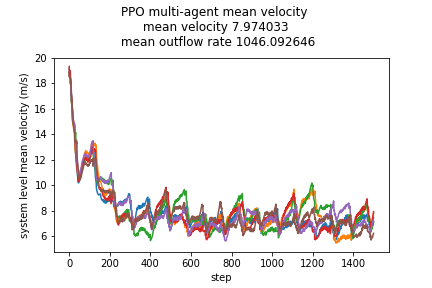 PPO multi-agent mean velocity
mean velocity 7.974033
mean outflow rate 1046.092646
system level mean velocity (m/s)
20
18
16
14
12
10
8
6
0 200 400 600 800 1000 1200 1400
step